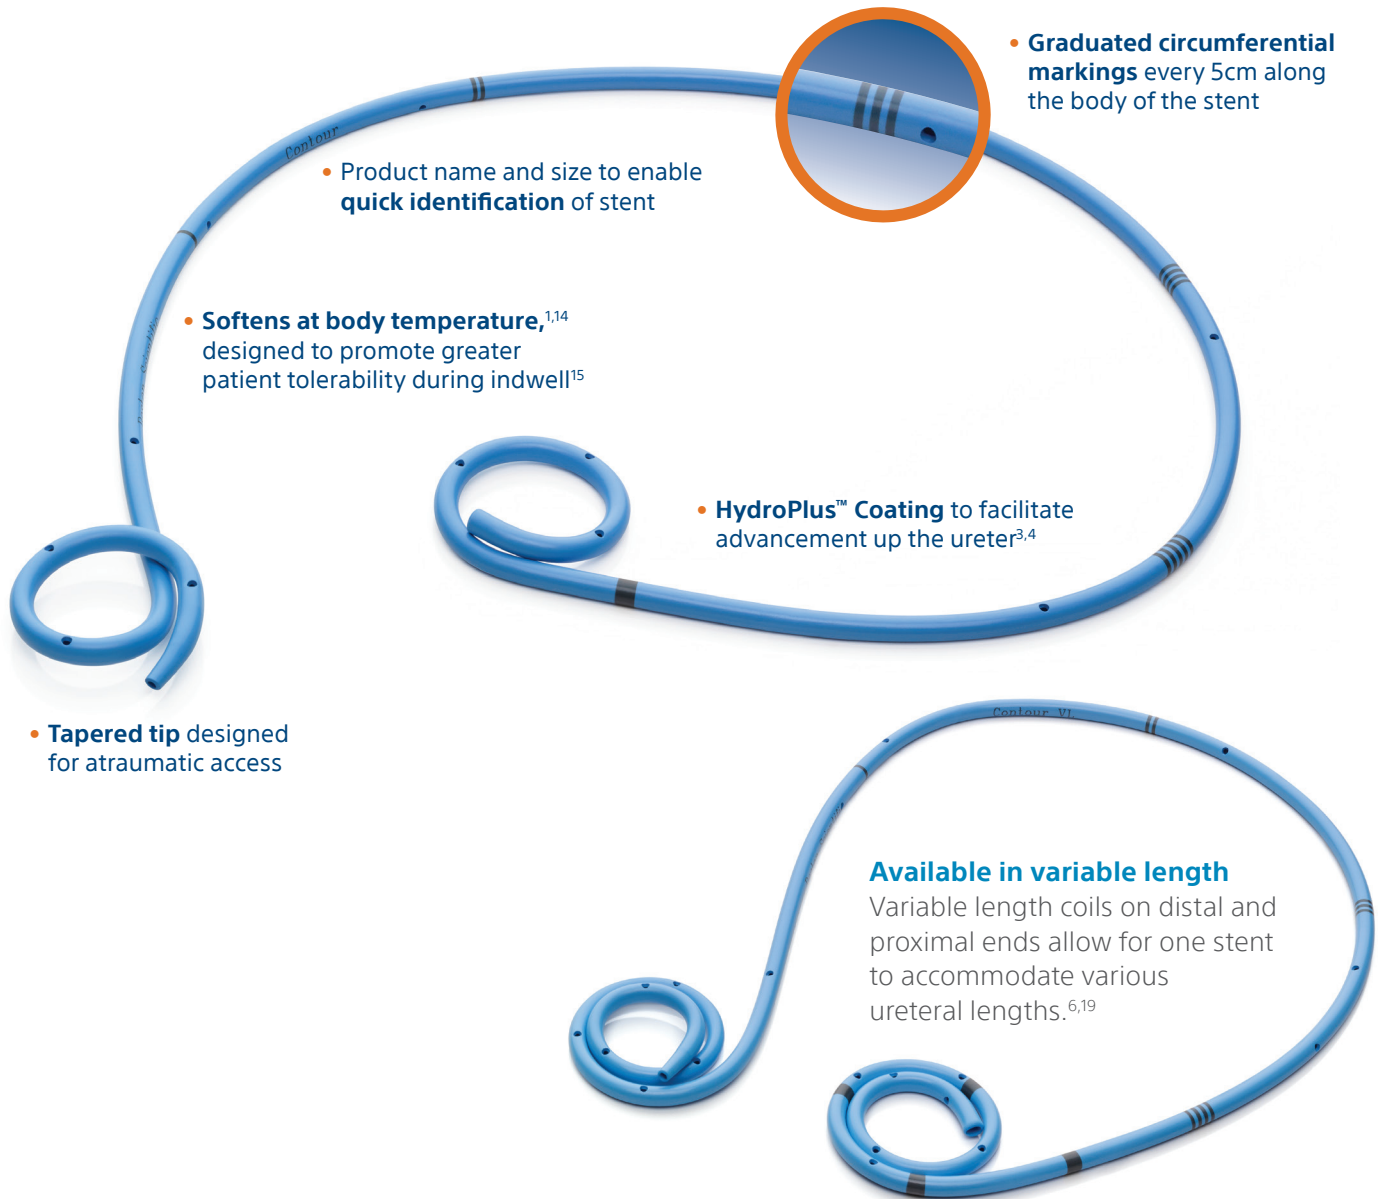 • Graduated circumferential
markings every 5cm along
the body of the stent
Contour
• Product name and size to enable
quick identification of stent
• Softens at body temperature,1,14
designed to promote greater
patient tolerability during indwell15
• HydroPlus™ Coating to facilitate
advancement up the ureter3,4
• Tapered tip designed
for atraumatic access
Contour VL
Available in variable length
Variable length coils on distal and
proximal ends allow for one stent
to accommodate various
ureteral lengths.6,19